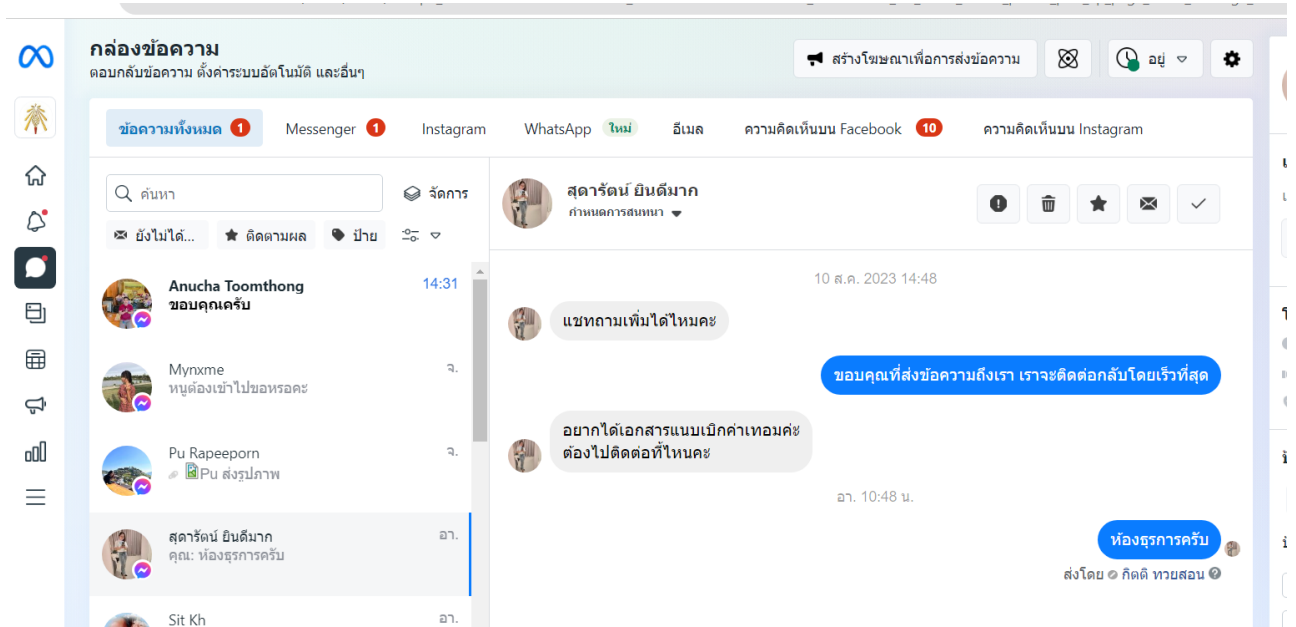 กล่องข้อความ
ตอบกลับข้อความ ตั้งค่าระบบอัตโนมัติ และอื่นๆ
สร้างโฆษณาเพื่อการส่งข้อความ
อยู่
ข้อความทั้งหมด 1
Messenger 1
Instagram
WhatsApp ใหม่
อีเมล
ความคิดเห็นบน Facebook 10
ความคิดเห็นบน Instagram
ค้นหา
จัดการ
ยังไม่ได้...
ติดตามผล
ป้าย
Anucha Toomthong 14:31
ขอบคุณครับ
Mynxme จ.
หนูต้องเข้าไปขอหรอคะ
Pu Rapeeporn จ.
Pu ส่งรูปภาพ
สุดารัตน์ ยินดีมาก อา.
คุณ: ห้องธุรการครับ
Sit Kh อา.
สุดารัตน์ ยินดีมาก
กำหนดการสนทนา
10 ส.ค. 2023 14:48
แชทถามเพิ่มได้ไหมคะ
ขอบคุณที่ส่งข้อความถึงเรา เราจะติดต่อกลับโดยเร็วที่สุด
อยากได้เอกสารแนบเบิกค่าเทอมค่ะ
ต้องไปติดต่อที่ไหนคะ
อา. 10:48 น.
ห้องธุรการครับ
ส่งโดย กิตติ ทวยสอน